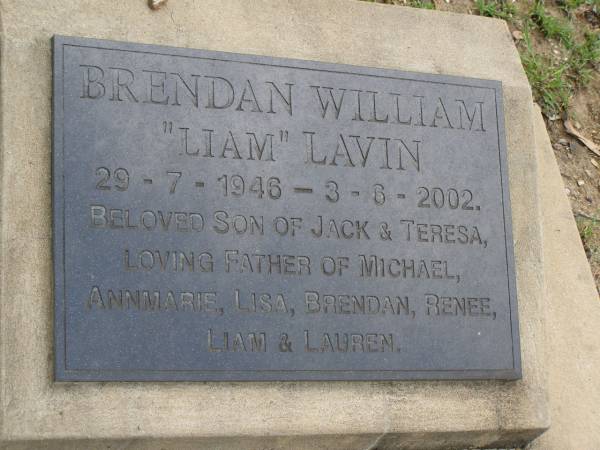 BRENDAN WILLIAM
"LIAM" LAVIN
29 - 7 - 1946 — 3 - 6 - 2002.
BELOVED SON OF JACK & TERESA,
LOVING FATHER OF MICHAEL,
ANNMARIE, LISA, BRENDAN, RENEE,
LIAM & LAUREN.